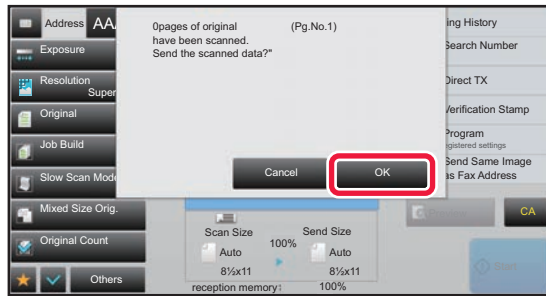 Address AA
Exposure
Resolution
Super
Original
Job Build
Slow Scan Mode
Mixed Size Orig.
Original Count
Others
0pages of original (Pg.No.1)
have been scanned.
Send the scanned data?"
Cancel
OK
Scan Size
Send Size
100%
Auto
Auto
8½x11
8½x11
reception memory:
100%
ing History
Search Number
Direct TX
Verification Stamp
Program
egistered settings
Send Same Image
as Fax Address
CA
Start